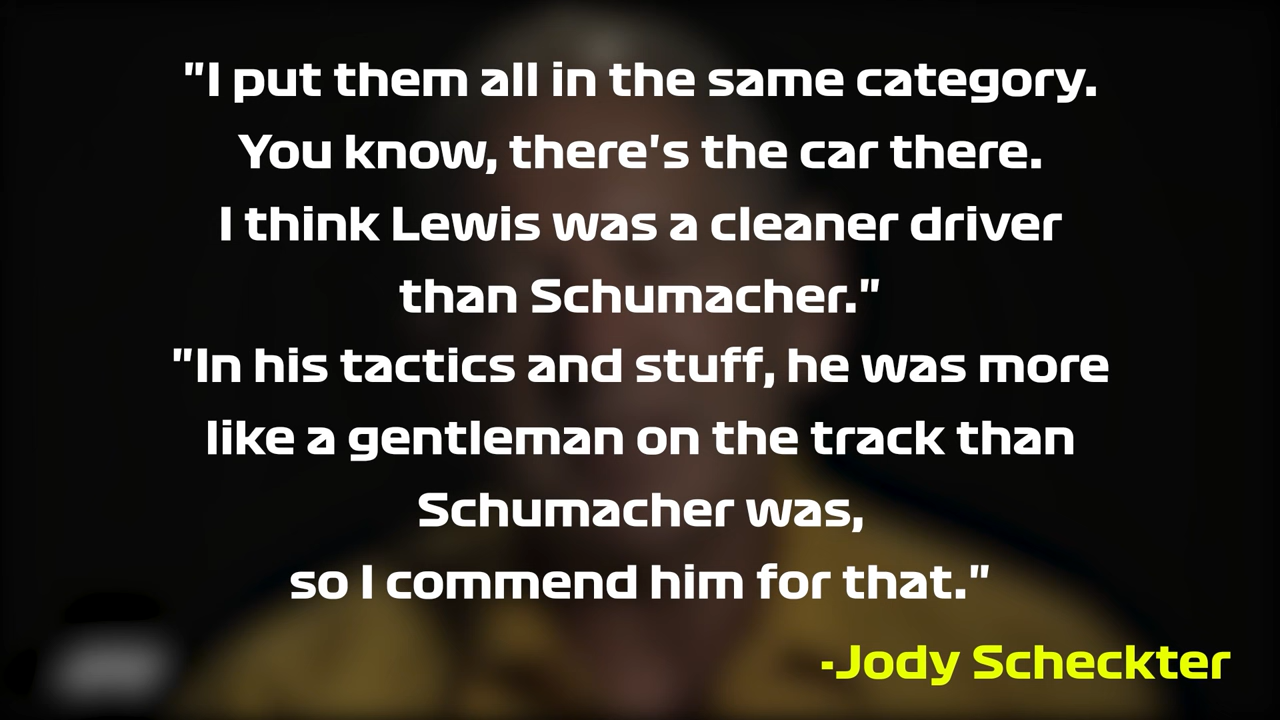 "I put them all in the same category.
You know, there's the car there.
I think Lewis was a cleaner driver
than Schumacher."
"In his tactics and stuff, he was more
like a gentleman on the track than
Schumacher was,
so I commend him for that."
-Jody Scheckter